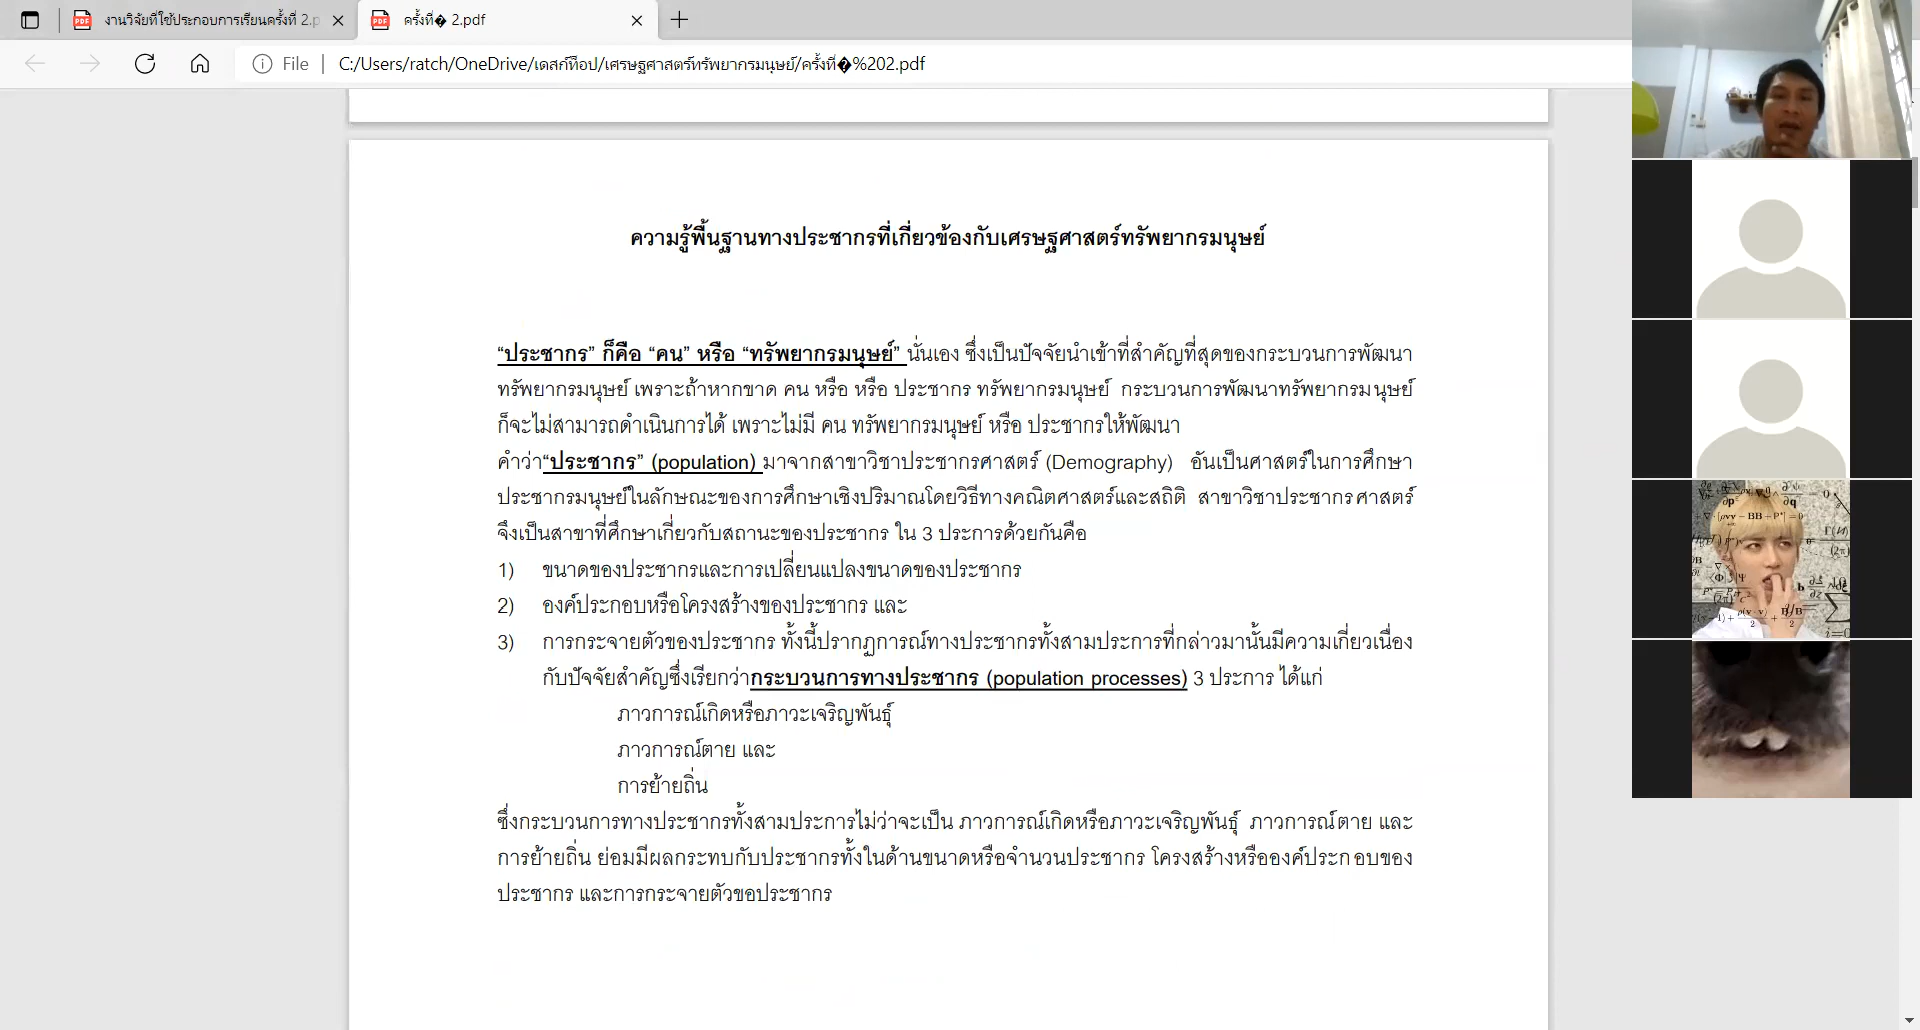 งานวิจัยที่ใช้ประกอบการเรียนครั้งที่ 2.p
ครั้งที่� 2.pdf
File
C:/Users/ratch/OneDrive/เดสก์ท็อป/เศรษฐศาสตร์ทรัพยากรมนุษย์/ครั้งที่�%202.pdf
ความรู้พื้นฐานทางประชากรที่เกี่ยวข้องกับเศรษฐศาสตร์ทรัพยากรมนุษย์
“ประชากร” ก็คือ “คน” หรือ “ทรัพยากรมนุษย์” นั่นเอง ซึ่งเป็นปัจจัยนำเข้าที่สำคัญที่สุดของกระบวนการพัฒนา
ทรัพยากรมนุษย์ เพราะถ้าหากขาด คน หรือ หรือ ประชากร ทรัพยากรมนุษย์ กระบวนการพัฒนาทรัพยากรมนุษย์
ก็จะไม่สามารถดำเนินการได้ เพราะไม่มี คน ทรัพยากรมนุษย์ หรือ ประชากรให้พัฒนา
คำว่า“ประชากร” (population) มาจากสาขาวิชาประชากรศาสตร์ (Demography) อันเป็นศาสตร์ในการศึกษา
ประชากรมนุษย์ในลักษณะของการศึกษาเชิงปริมาณโดยวิธีทางคณิตศาสตร์และสถิติ สาขาวิชาประชากรศาสตร์
จึงเป็นสาขาที่ศึกษาเกี่ยวกับสถานะของประชากร ใน 3 ประการด้วยกันคือ
1) ขนาดของประชากรและการเปลี่ยนแปลงขนาดของประชากร
2) องค์ประกอบหรือโครงสร้างของประชากร และ
3) การกระจายตัวของประชากร ทั้งนี้ปรากฏการณ์ทางประชากรทั้งสามประการที่กล่าวมานั้นมีความเกี่ยวเนื่อง
กับปัจจัยสำคัญซึ่งเรียกว่ากระบวนการทางประชากร (population processes) 3 ประการ ได้แก่
ภาวการณ์เกิดหรือภาวะเจริญพันธุ์
ภาวการณ์ตาย และ
การย้ายถิ่น
ซึ่งกระบวนการทางประชากรทั้งสามประการไม่ว่าจะเป็น ภาวการณ์เกิดหรือภาวะเจริญพันธุ์ ภาวการณ์ตาย และ
การย้ายถิ่น ย่อมมีผลกระทบกับประชากรทั้งในด้านขนาดหรือจำนวนประชากร โครงสร้างหรือองค์ประกอบของ
ประชากร และการกระจายตัวขอประชากร